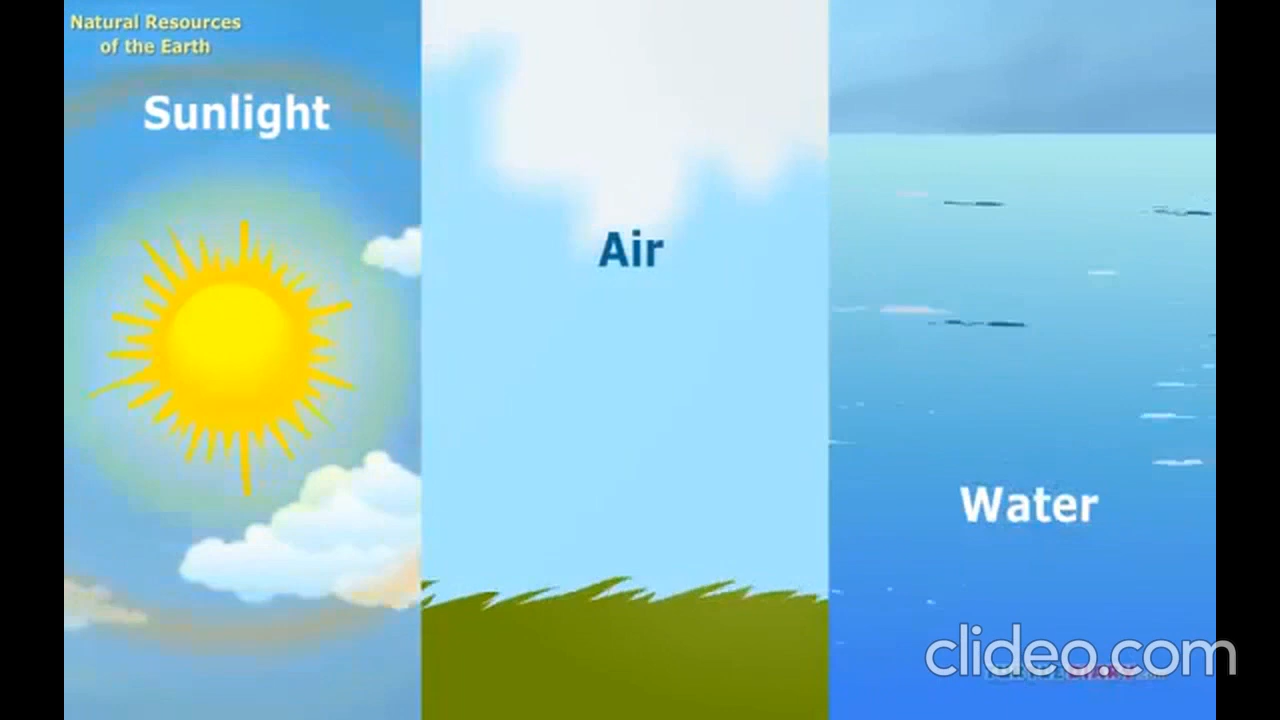 Natural Resources
of the Earth
Sunlight
Air
Water
clideo.com